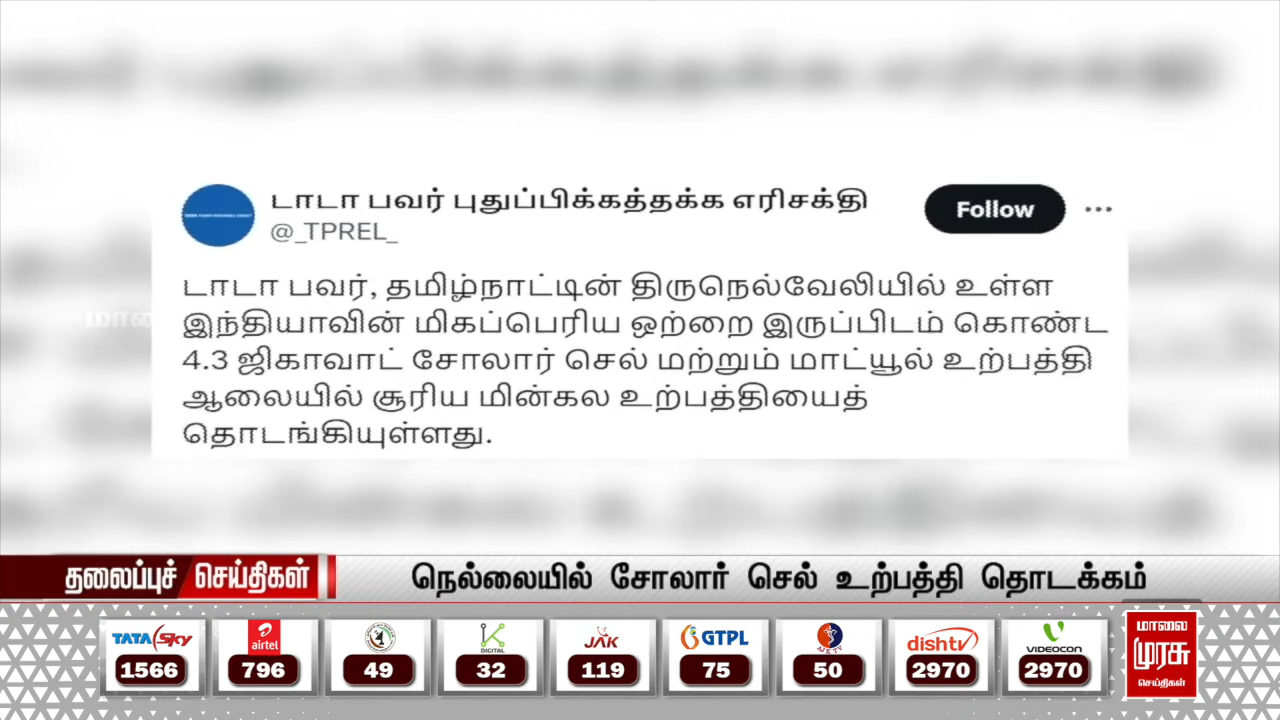 டாடா பவர் புதுப்பிக்கத்தக்க எரிசக்தி
@_TPREL_
Follow
டாடா பவர், தமிழ்நாட்டின் திருநெல்வேலியில் உள்ள
இந்தியாவின் மிகப்பெரிய ஒற்றை இருப்பிடம் கொண்ட
4.3 ஜிகாவாட் சோலார் செல் மற்றும் மாட்யூல் உற்பத்தி
ஆலையில் சூரிய மின்கல உற்பத்தியைத்
தொடங்கியுள்ளது.
தலைப்புச் செய்திகள்
நெல்லையில் சோலார் செல் உற்பத்தி தொடக்கம்
TATA Sky
1566
airtel
796
49
DIGITAL
32
JAK
119
GTPL
75
AJK TV
50
dishtv
2970
VIDEOCON
2970
மாலை
முரசு
செய்திகள்